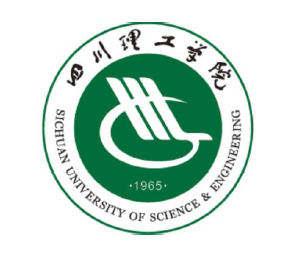 四川理工学院
·1965·
SICHUAN UNIVERSITY OF SCIENCE & ENGINEERING